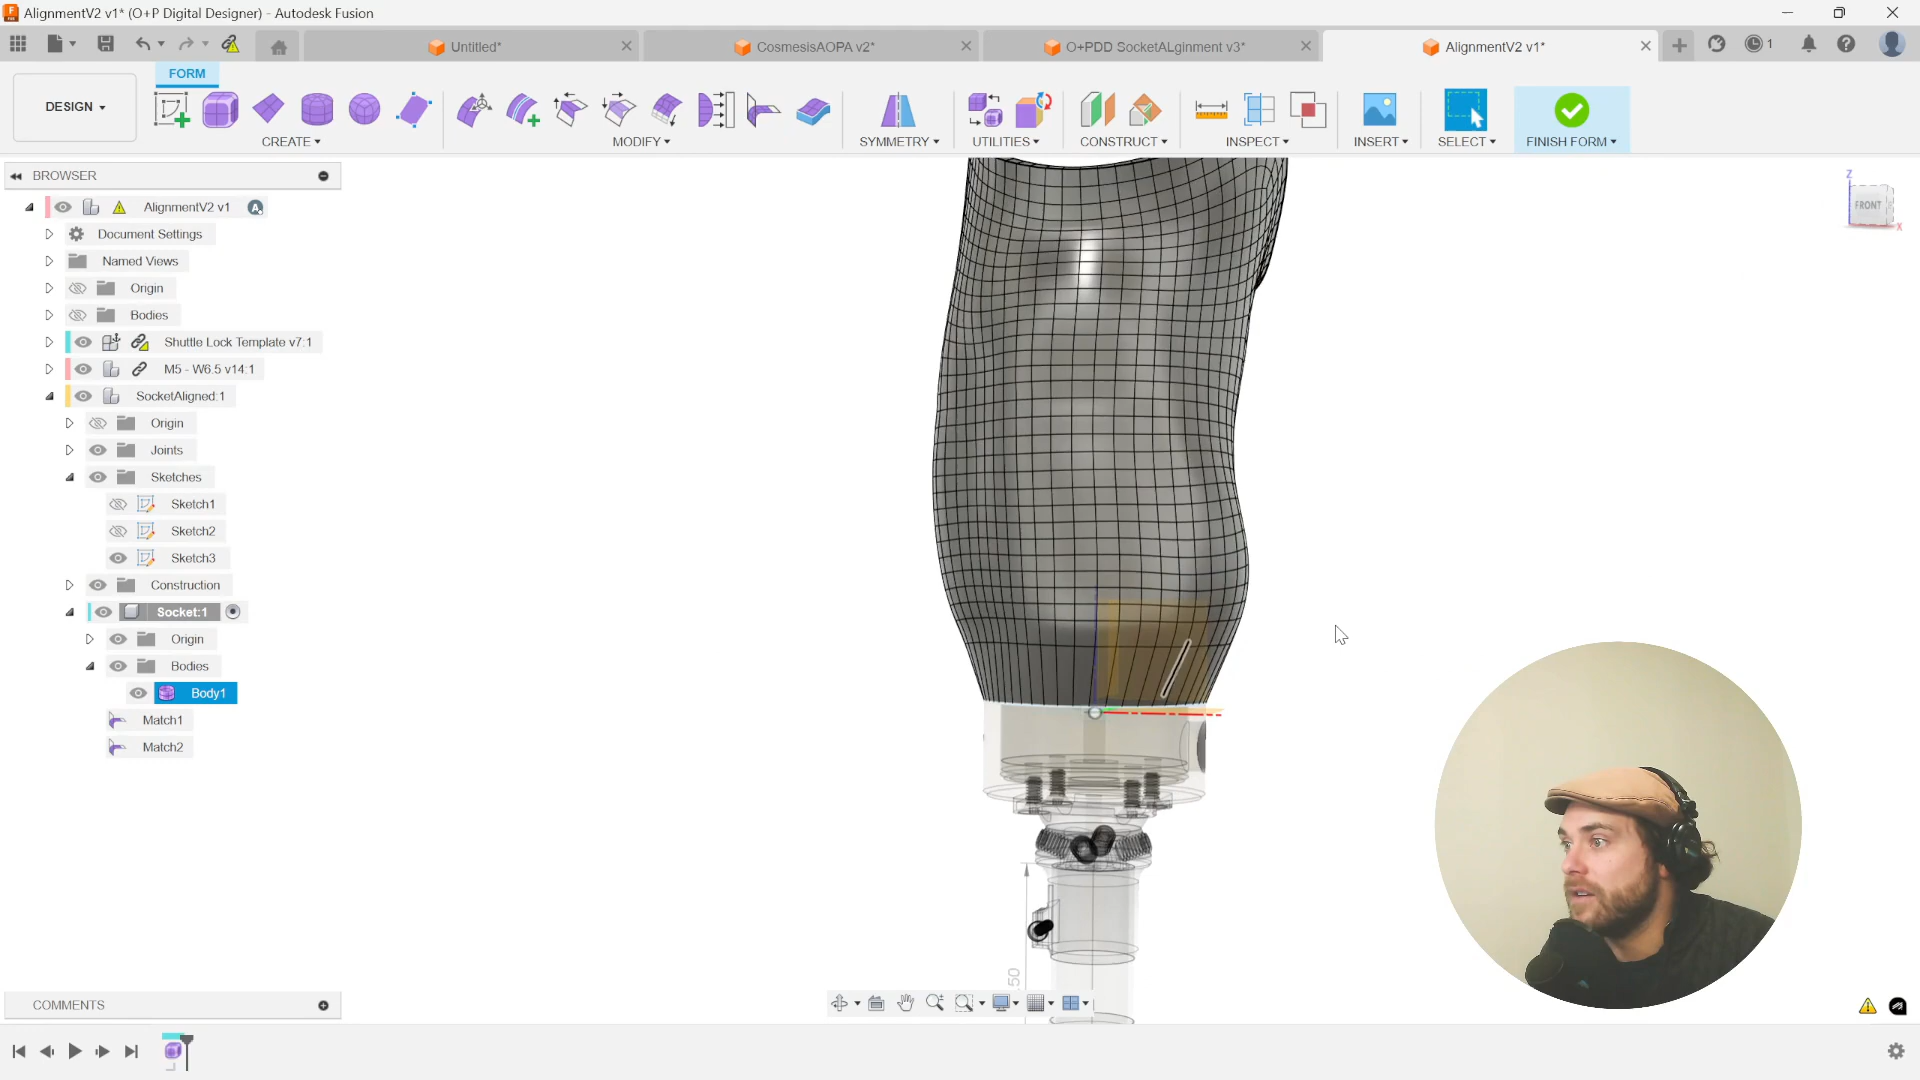 AlignmentV2 v1* (O+P Digital Designer) - Autodesk Fusion
Untitled*
CosmesisAOPA v2*
O+PDD SocketALginment v3*
AlignmentV2 v1*
1
FORM
DESIGN
CREATE
MODIFY
SYMMETRY
UTILITIES
CONSTRUCT
INSPECT
INSERT
SELECT
FINISH FORM
BROWSER
AlignmentV2 v1
A
Document Settings
Named Views
Origin
Bodies
Shuttle Lock Template v7:1
M5 - W6.5 v14:1
SocketAligned:1
Origin
Joints
Sketches
Sketch1
Sketch2
Sketch3
Construction
Socket:1
Origin
Bodies
Body1
Match1
Match2
Z
FRONT
X
.50
COMMENTS